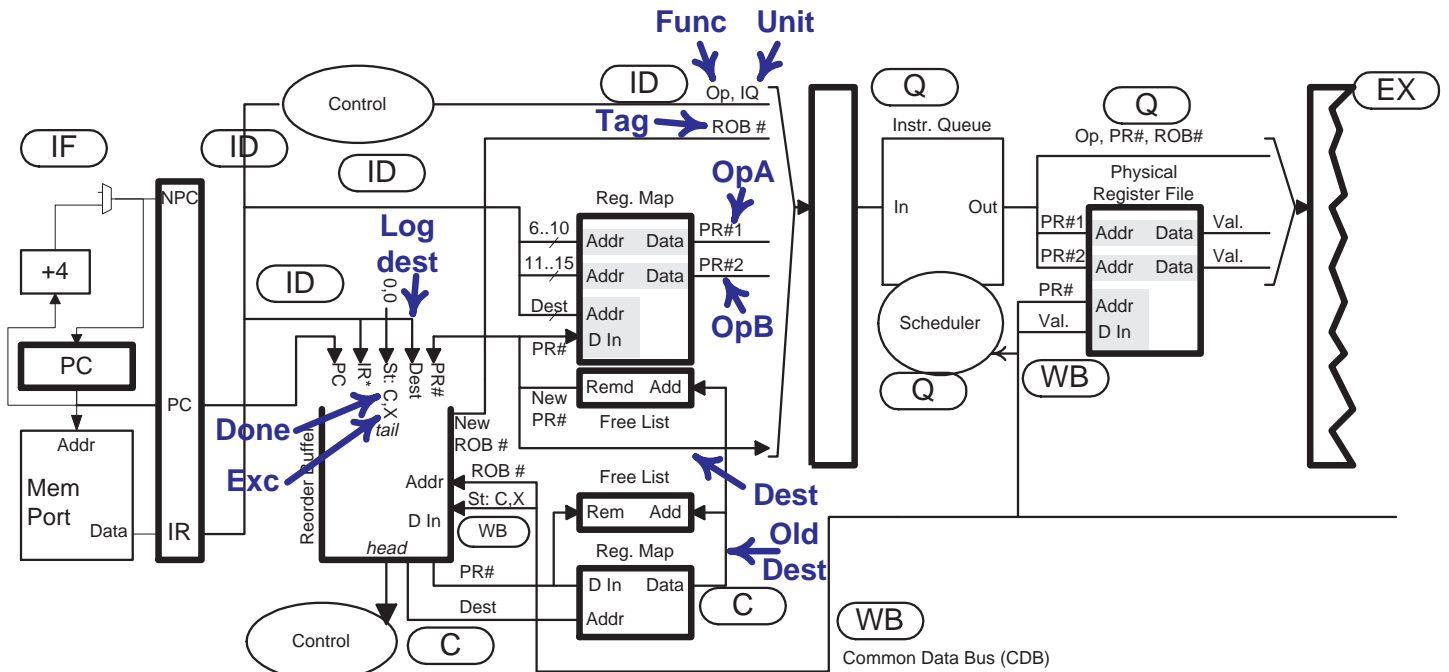 Func Unit
ID
Op, IQ
Control
Tag
ROB #
Q
Instr. Queue
In
Out
Q
Op, PR#, ROB#
EX
IF
ID
ID
NPC
+4
PC
Addr
Mem
Port
Data
PC
IR
ID
Log
dest
0,0
OpA
Reg. Map
6..10
Addr Data
PR#1
11..15
Addr Data
PR#2
Dest
Addr
D In
PR#
OpB
Physical
Register File
PR#1
Addr Data
Val.
PR#2
Addr Data
Val.
PR#
Addr
Val.
D In
Scheduler
Q
WB
PC
IR*
St: C,X
Dest
PR#
tail
Done
Exc
Reorder Buffer
New
ROB #
New
PR#
Remd Add
Free List
Dest
ROB #
Addr
St: C,X
D In
WB
head
Free List
Rem Add
Old
Dest
Reg. Map
PR#
D In Data
Dest
Addr
C
Control
C
WB
Common Data Bus (CDB)